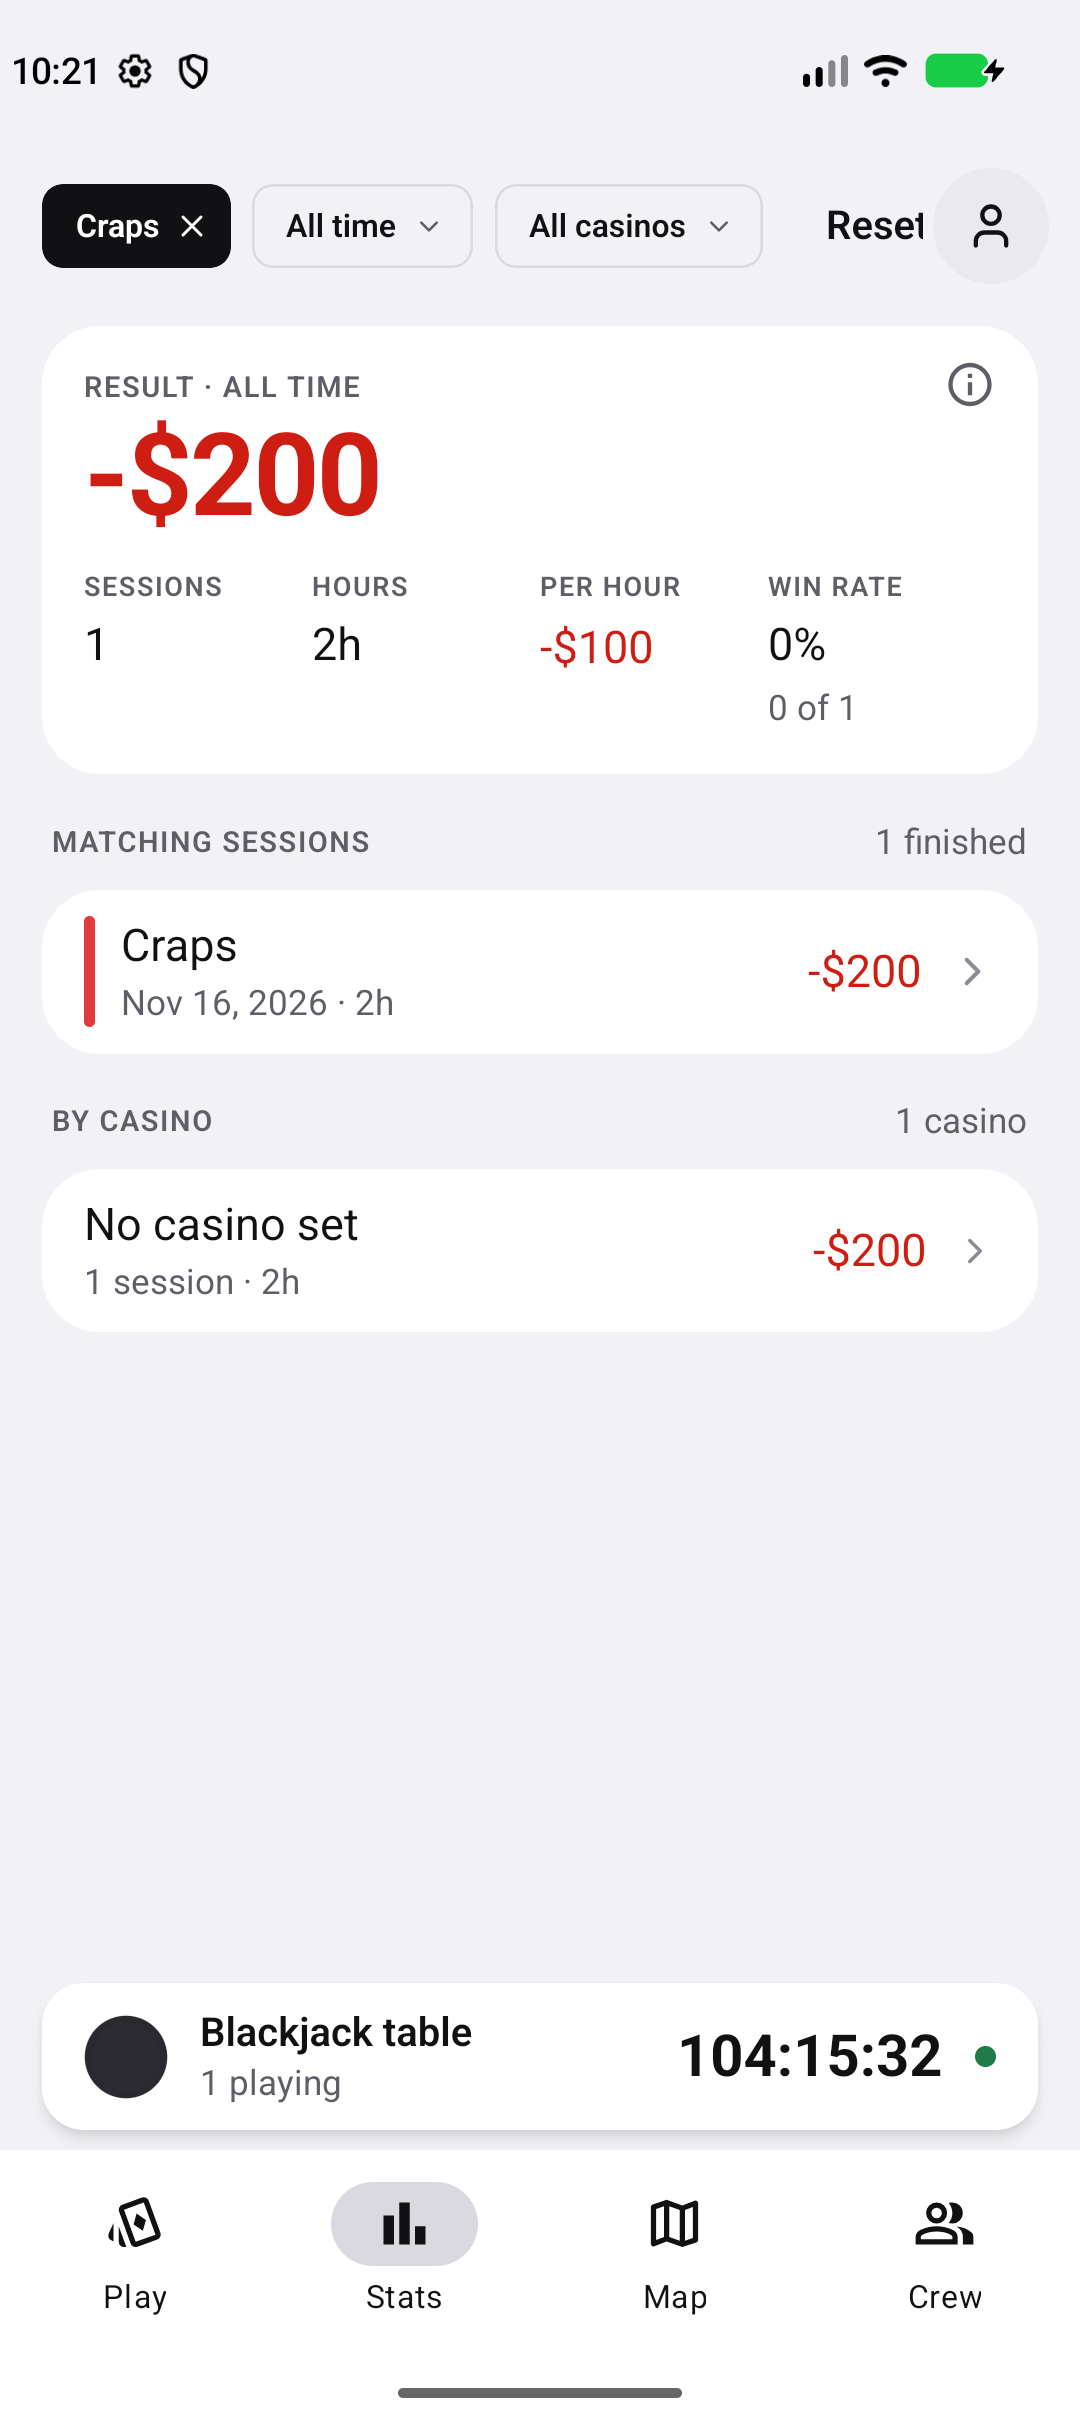 10:21
Craps
All time
All casinos
Reset
RESULT · ALL TIME
-$200
SESSIONS HOURS PER HOUR WIN RATE
1 2h -$100 0%
0 of 1
MATCHING SESSIONS 1 finished
Craps
-$200
Nov 16, 2026 · 2h
BY CASINO 1 casino
No casino set
-$200
1 session · 2h
Blackjack table
104:15:32
1 playing
Play Stats Map Crew